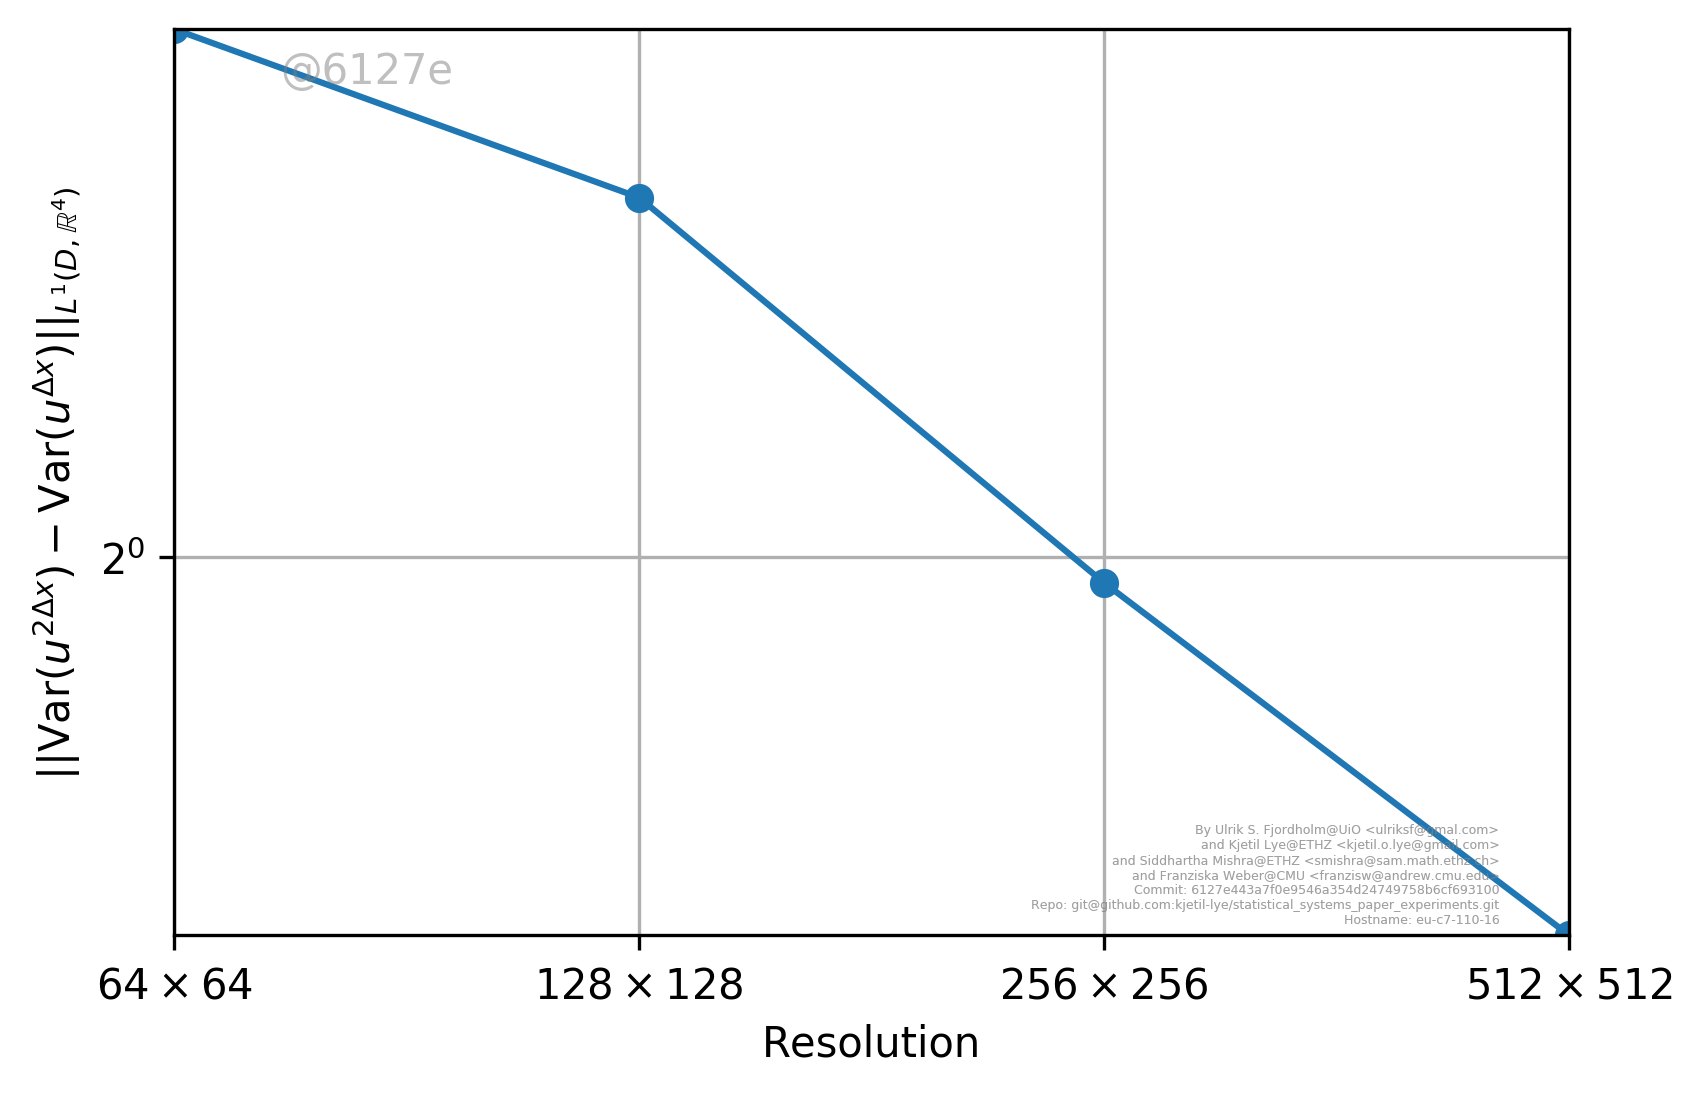 @6127e
||Var(u^{2Δx}) − Var(u^{Δx})||_{L^1(D, ℝ^4)}
2^0
By Ulrik S. Fjordholm@UiO <ulriksf@gmal.com>
and Kjetil Lye@ETHZ <kjetil.o.lye@gmail.com>
and Siddhartha Mishra@ETHZ <smishra@sam.math.ethz.ch>
and Franziska Weber@CMU <franzisw@andrew.cmu.edu>
Commit: 6127e443a7f0e9546a354d24749758b6cf693100
Repo: git@github.com:kjetil-lye/statistical_systems_paper_experiments.git
Hostname: eu-c7-110-16
64 × 64 128 × 128 256 × 256 512 × 512
Resolution